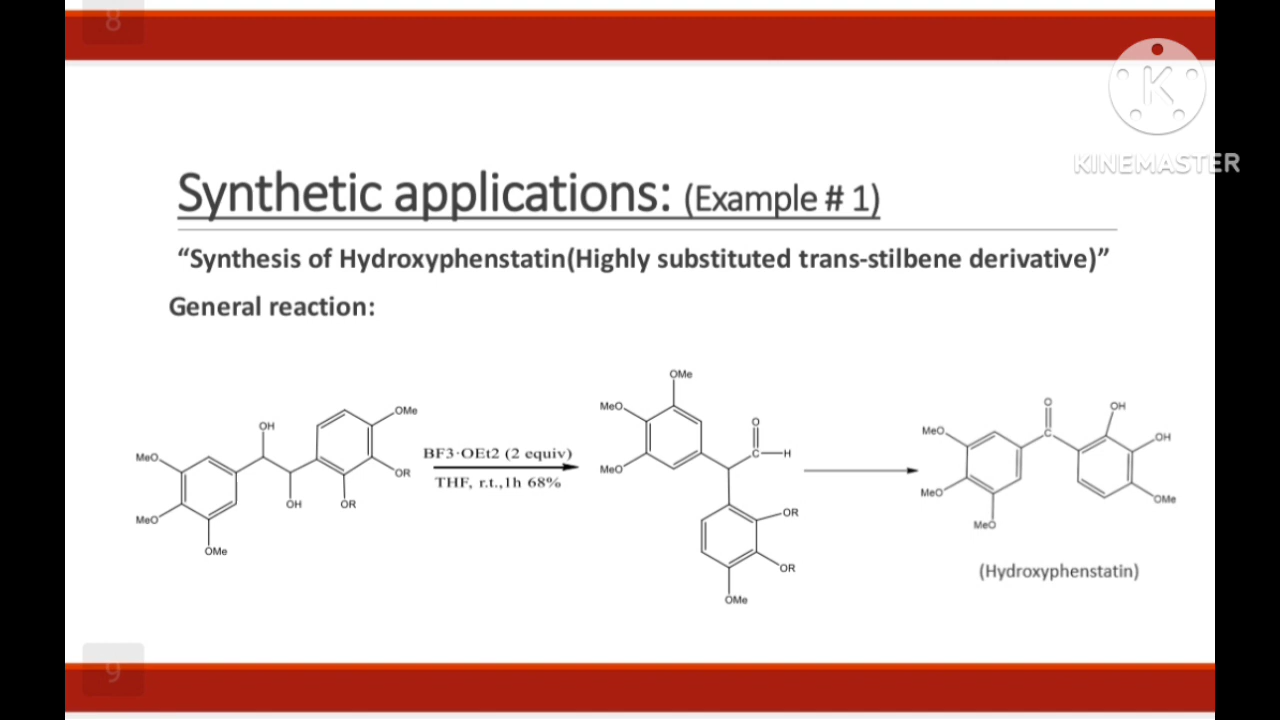 8
K
KINEMASTER
Synthetic applications: (Example # 1)
“Synthesis of Hydroxyphenstatin(Highly substituted trans-stilbene derivative)”
General reaction:
OH
OMe
MeO
OR
MeO
OH
OR
OMe
BF3·OEt2 (2 equiv)
THF, r.t.,1h 68%
OMe
MeO
MeO
O
C
H
OR
OR
OMe
O
C
OH
OH
MeO
MeO
MeO
OMe
(Hydroxyphenstatin)
9